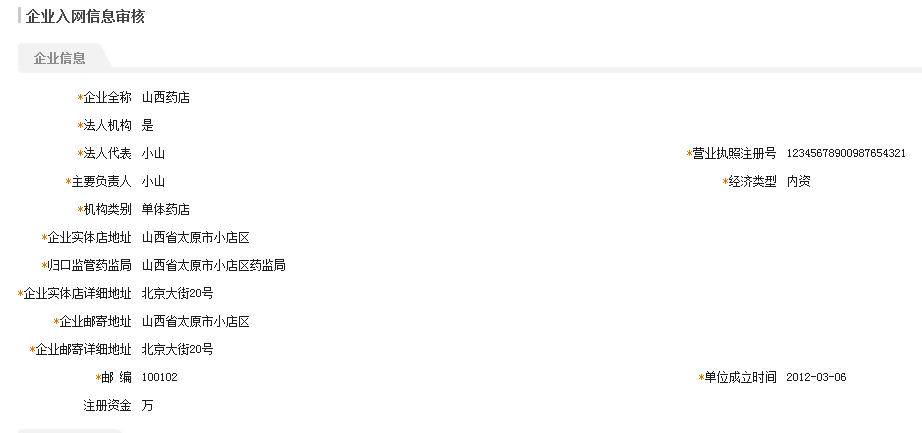 企业入网信息审核
企业信息
*企业全称 山西药店
*法人机构 是
*法人代表 小山 *营业执照注册号 12345678900987654321
*主要负责人 小山 *经济类型 内资
*机构类别 单体药店
*企业实体店地址 山西省太原市小店区
*归口监管药监局 山西省太原市小店区药监局
*企业实体店详细地址 北京大街20号
*企业邮寄地址 山西省太原市小店区
*企业邮寄详细地址 北京大街20号
*邮 编 100102 *单位成立时间 2012-03-06
注册资金 万